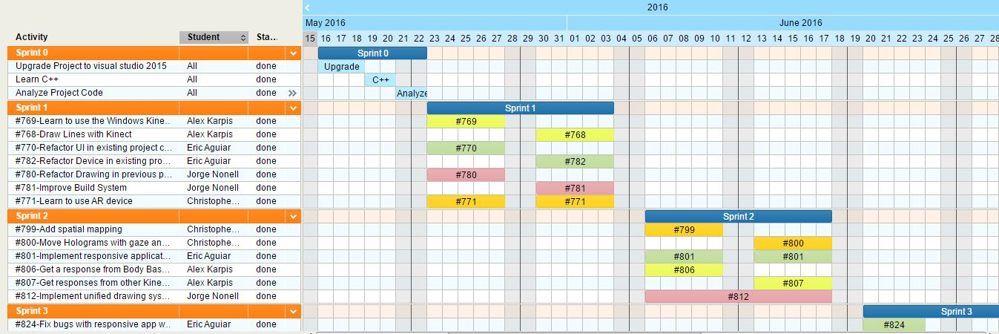 2016
May 2016 June 2016
Activity Student Sta... 15 16 17 18 19 20 21 22 23 24 25 26 27 28 29 30 31 01 02 03 04 05 06 07 08 09 10 11 12 13 14 15 16 17 18 19 20 21 22 23 24 25 26 27 28
Sprint 0 Sprint 0
Upgrade Project to visual studio 2015 All done Upgrade
Learn C++ All done C++
Analyze Project Code All done Analyze
Sprint 1 Sprint 1
#769-Learn to use the Windows Kine... Alex Karpis done #769
#768-Draw Lines with Kinect Alex Karpis done #768
#770-Refactor UI in existing project c... Eric Aguiar done #770
#782-Refactor Device in existing pro... Eric Aguiar done #782
#780-Refactor Drawing in previous p... Jorge Nonell done #780
#781-Improve Build System Jorge Nonell done #781
#771-Learn to use AR device Christophe... done #771 #771
Sprint 2 Sprint 2
#799-Add spatial mapping Christophe... done #799
#800-Move Holograms with gaze an... Christophe... done #800
#801-Implement responsive applicat... Eric Aguiar done #801 #801
#806-Get a response from Body Bas... Alex Karpis done #806
#807-Get responses from other Kine... Alex Karpis done #807
#812-Implement unified drawing sys... Jorge Nonell done #812
Sprint 3 Sprint 3
#824-Fix bugs with responsive app w... Eric Aguiar done #824